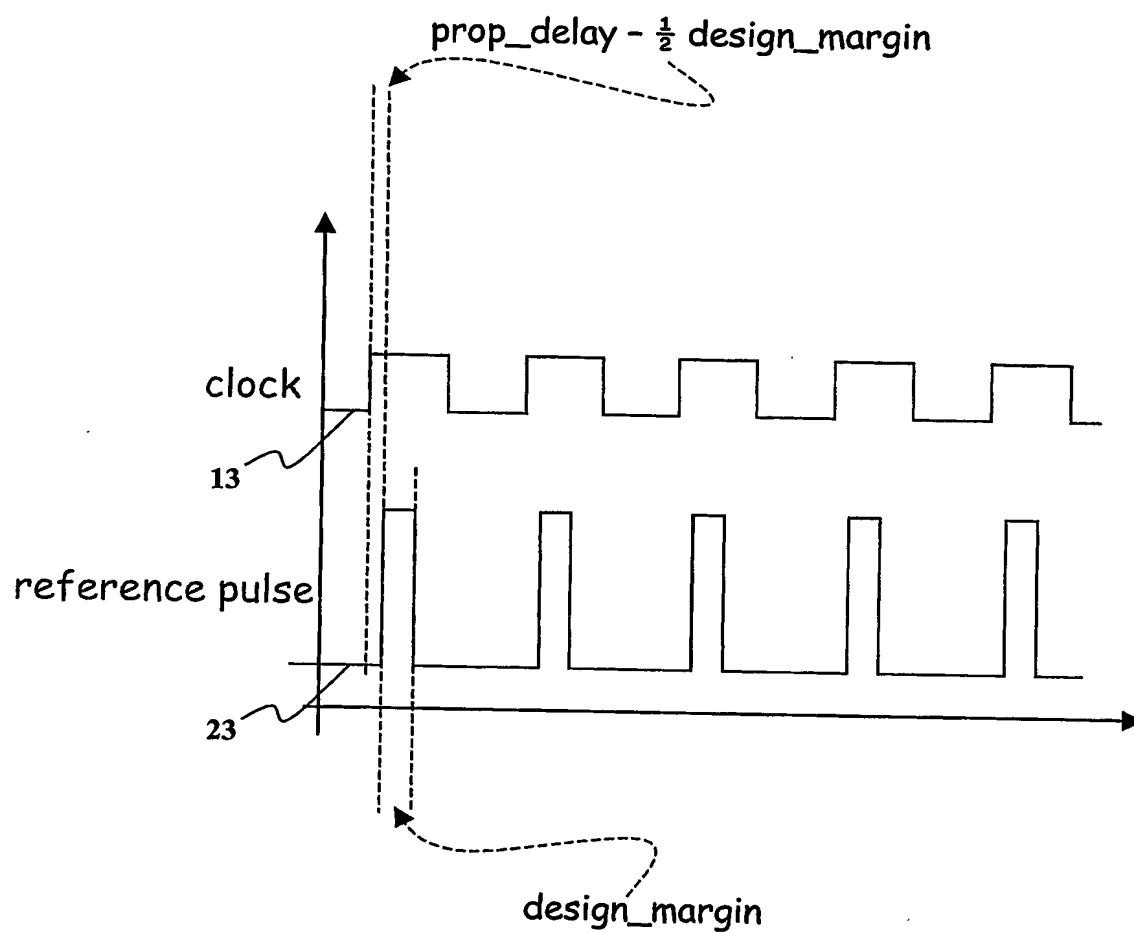 prop_delay - ½ design_margin
clock
13
reference pulse
23
design_margin